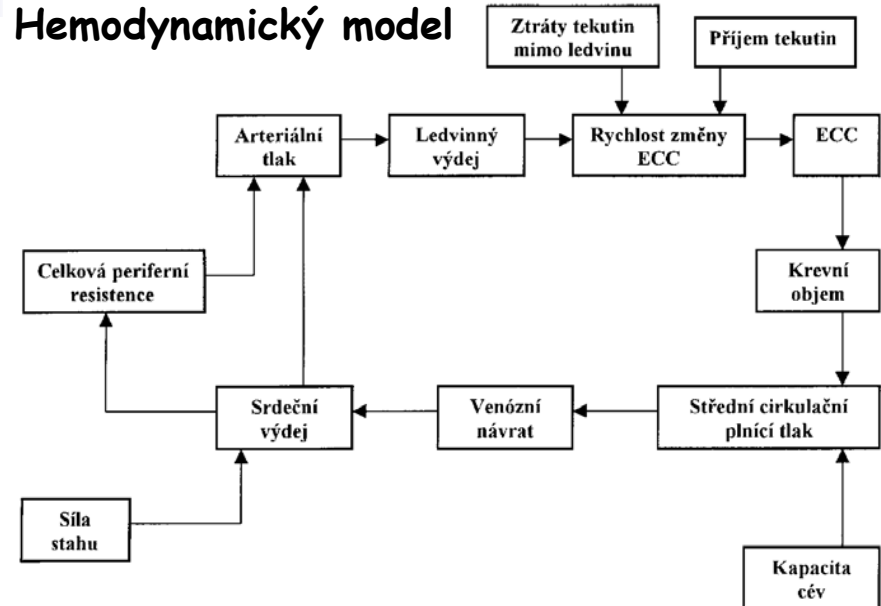 Hemodynamický model
Ztráty tekutin
mimo ledvinu
Příjem tekutin
Arteriální
tlak
Ledvinný
výdej
Rychlost změny
ECC
ECC
Celková periferní
resistence
Krevní
objem
Srdeční
výdej
Venózní
návrat
Střední cirkulační
plnící tlak
Síla
stahu
Kapacita
cév